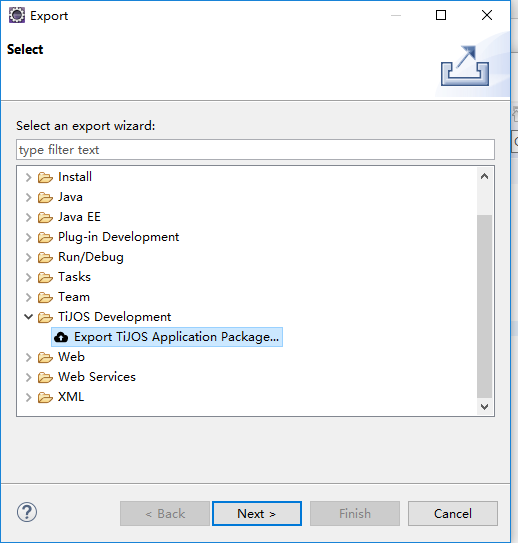 Export
Select
Select an export wizard:
type filter text
Install
Java
Java EE
Plug-in Development
Run/Debug
Tasks
Team
TiJOS Development
Export TiJOS Application Package...
Web
Web Services
XML
?
< Back
Next >
Finish
Cancel